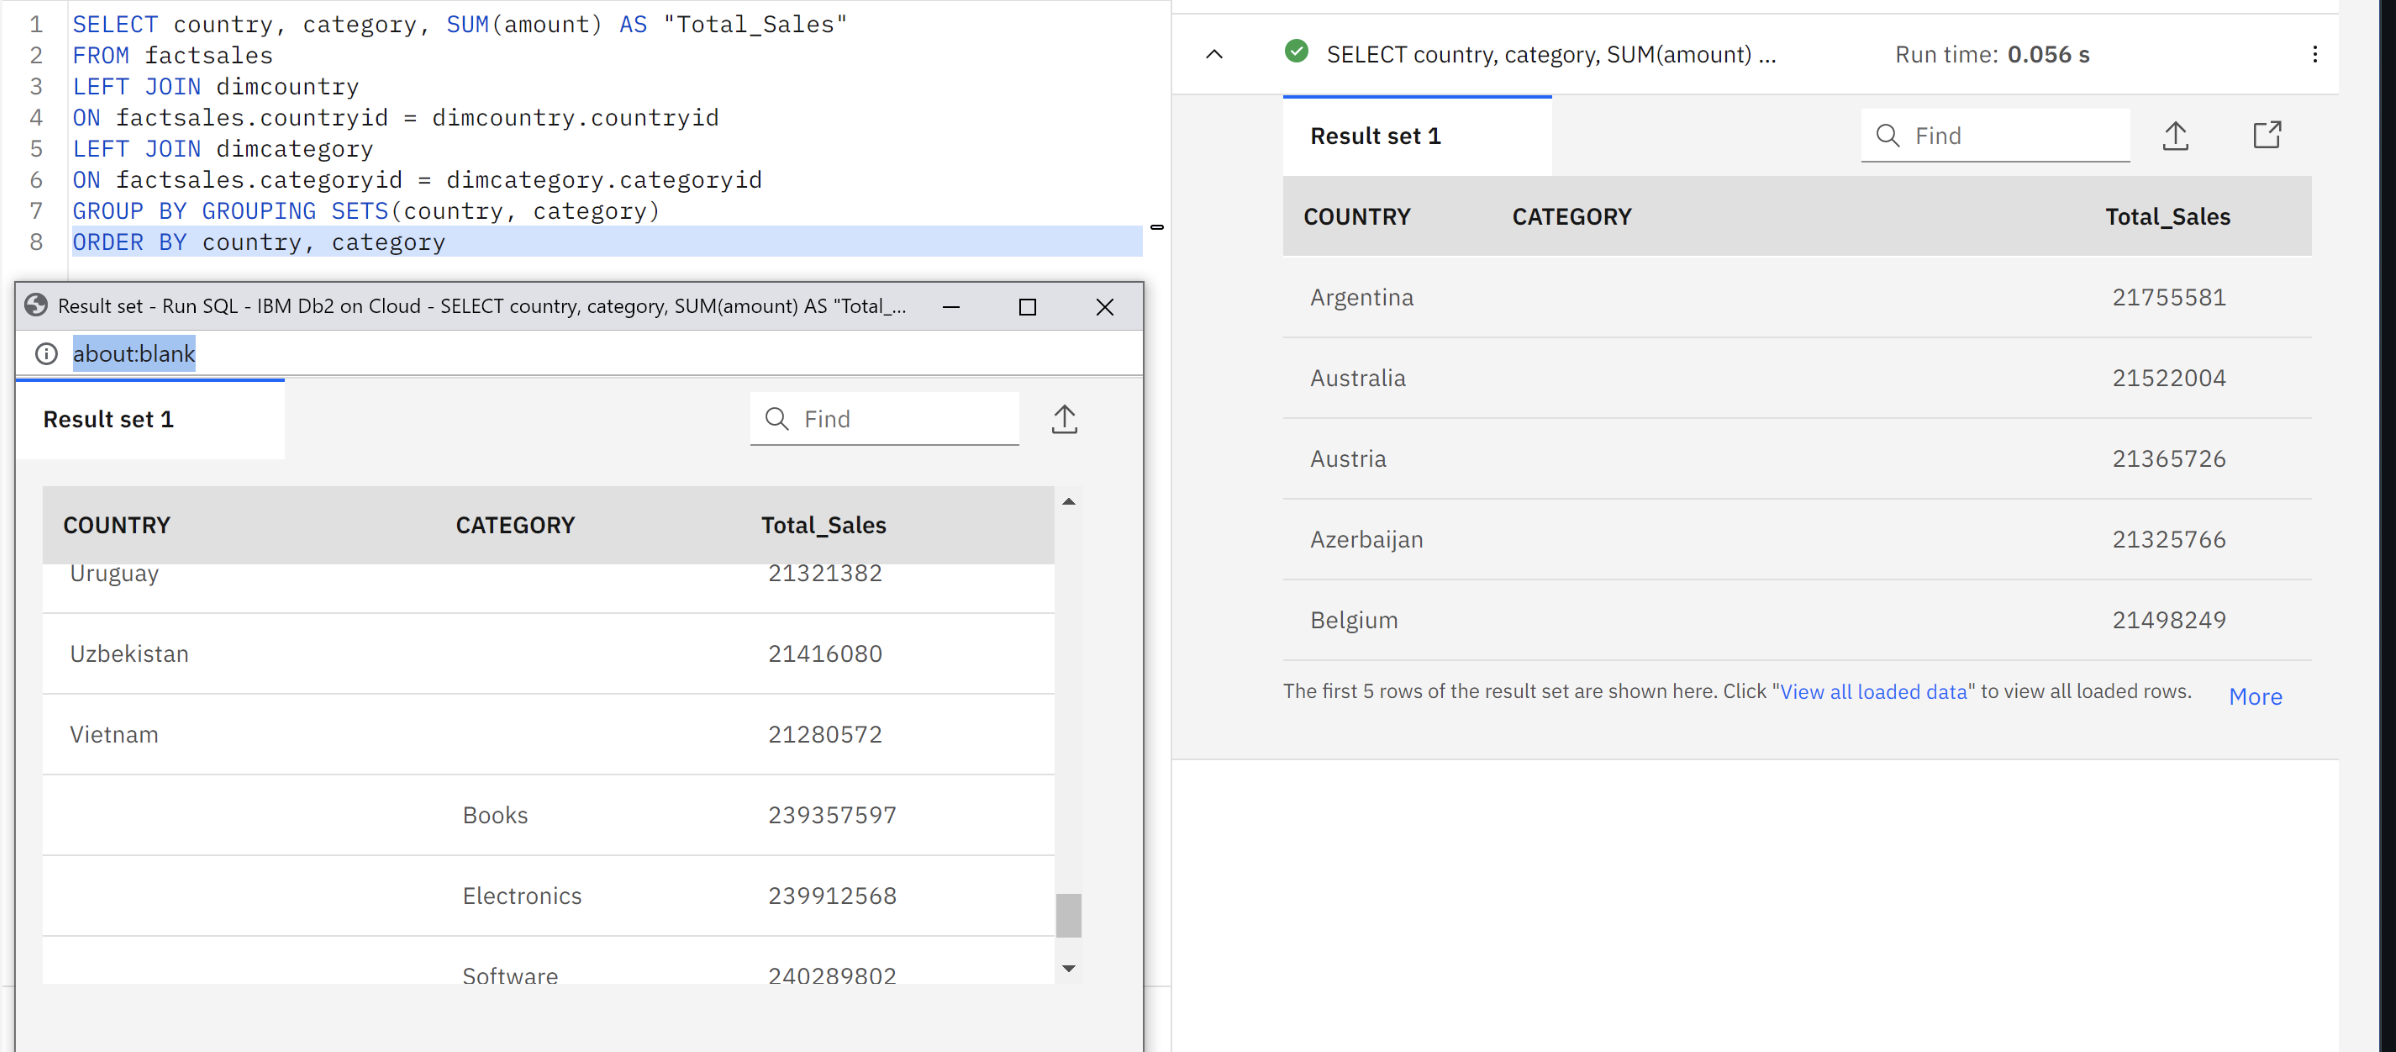 1 SELECT country, category, SUM(amount) AS "Total_Sales"
2 FROM factsales
3 LEFT JOIN dimcountry
4 ON factsales.countryid = dimcountry.countryid
5 LEFT JOIN dimcategory
6 ON factsales.categoryid = dimcategory.categoryid
7 GROUP BY GROUPING SETS(country, category)
8 ORDER BY country, category
Result set - Run SQL - IBM Db2 on Cloud - SELECT country, category, SUM(amount) AS "Total_...
about:blank
Result set 1 Find
COUNTRY CATEGORY Total_Sales
Uruguay 21321382
Uzbekistan 21416080
Vietnam 21280572
Books 239357597
Electronics 239912568
Software 240289802
SELECT country, category, SUM(amount) ... Run time: 0.056 s
Result set 1 Find
COUNTRY CATEGORY Total_Sales
Argentina 21755581
Australia 21522004
Austria 21365726
Azerbaijan 21325766
Belgium 21498249
The first 5 rows of the result set are shown here. Click "View all loaded data" to view all loaded rows. More